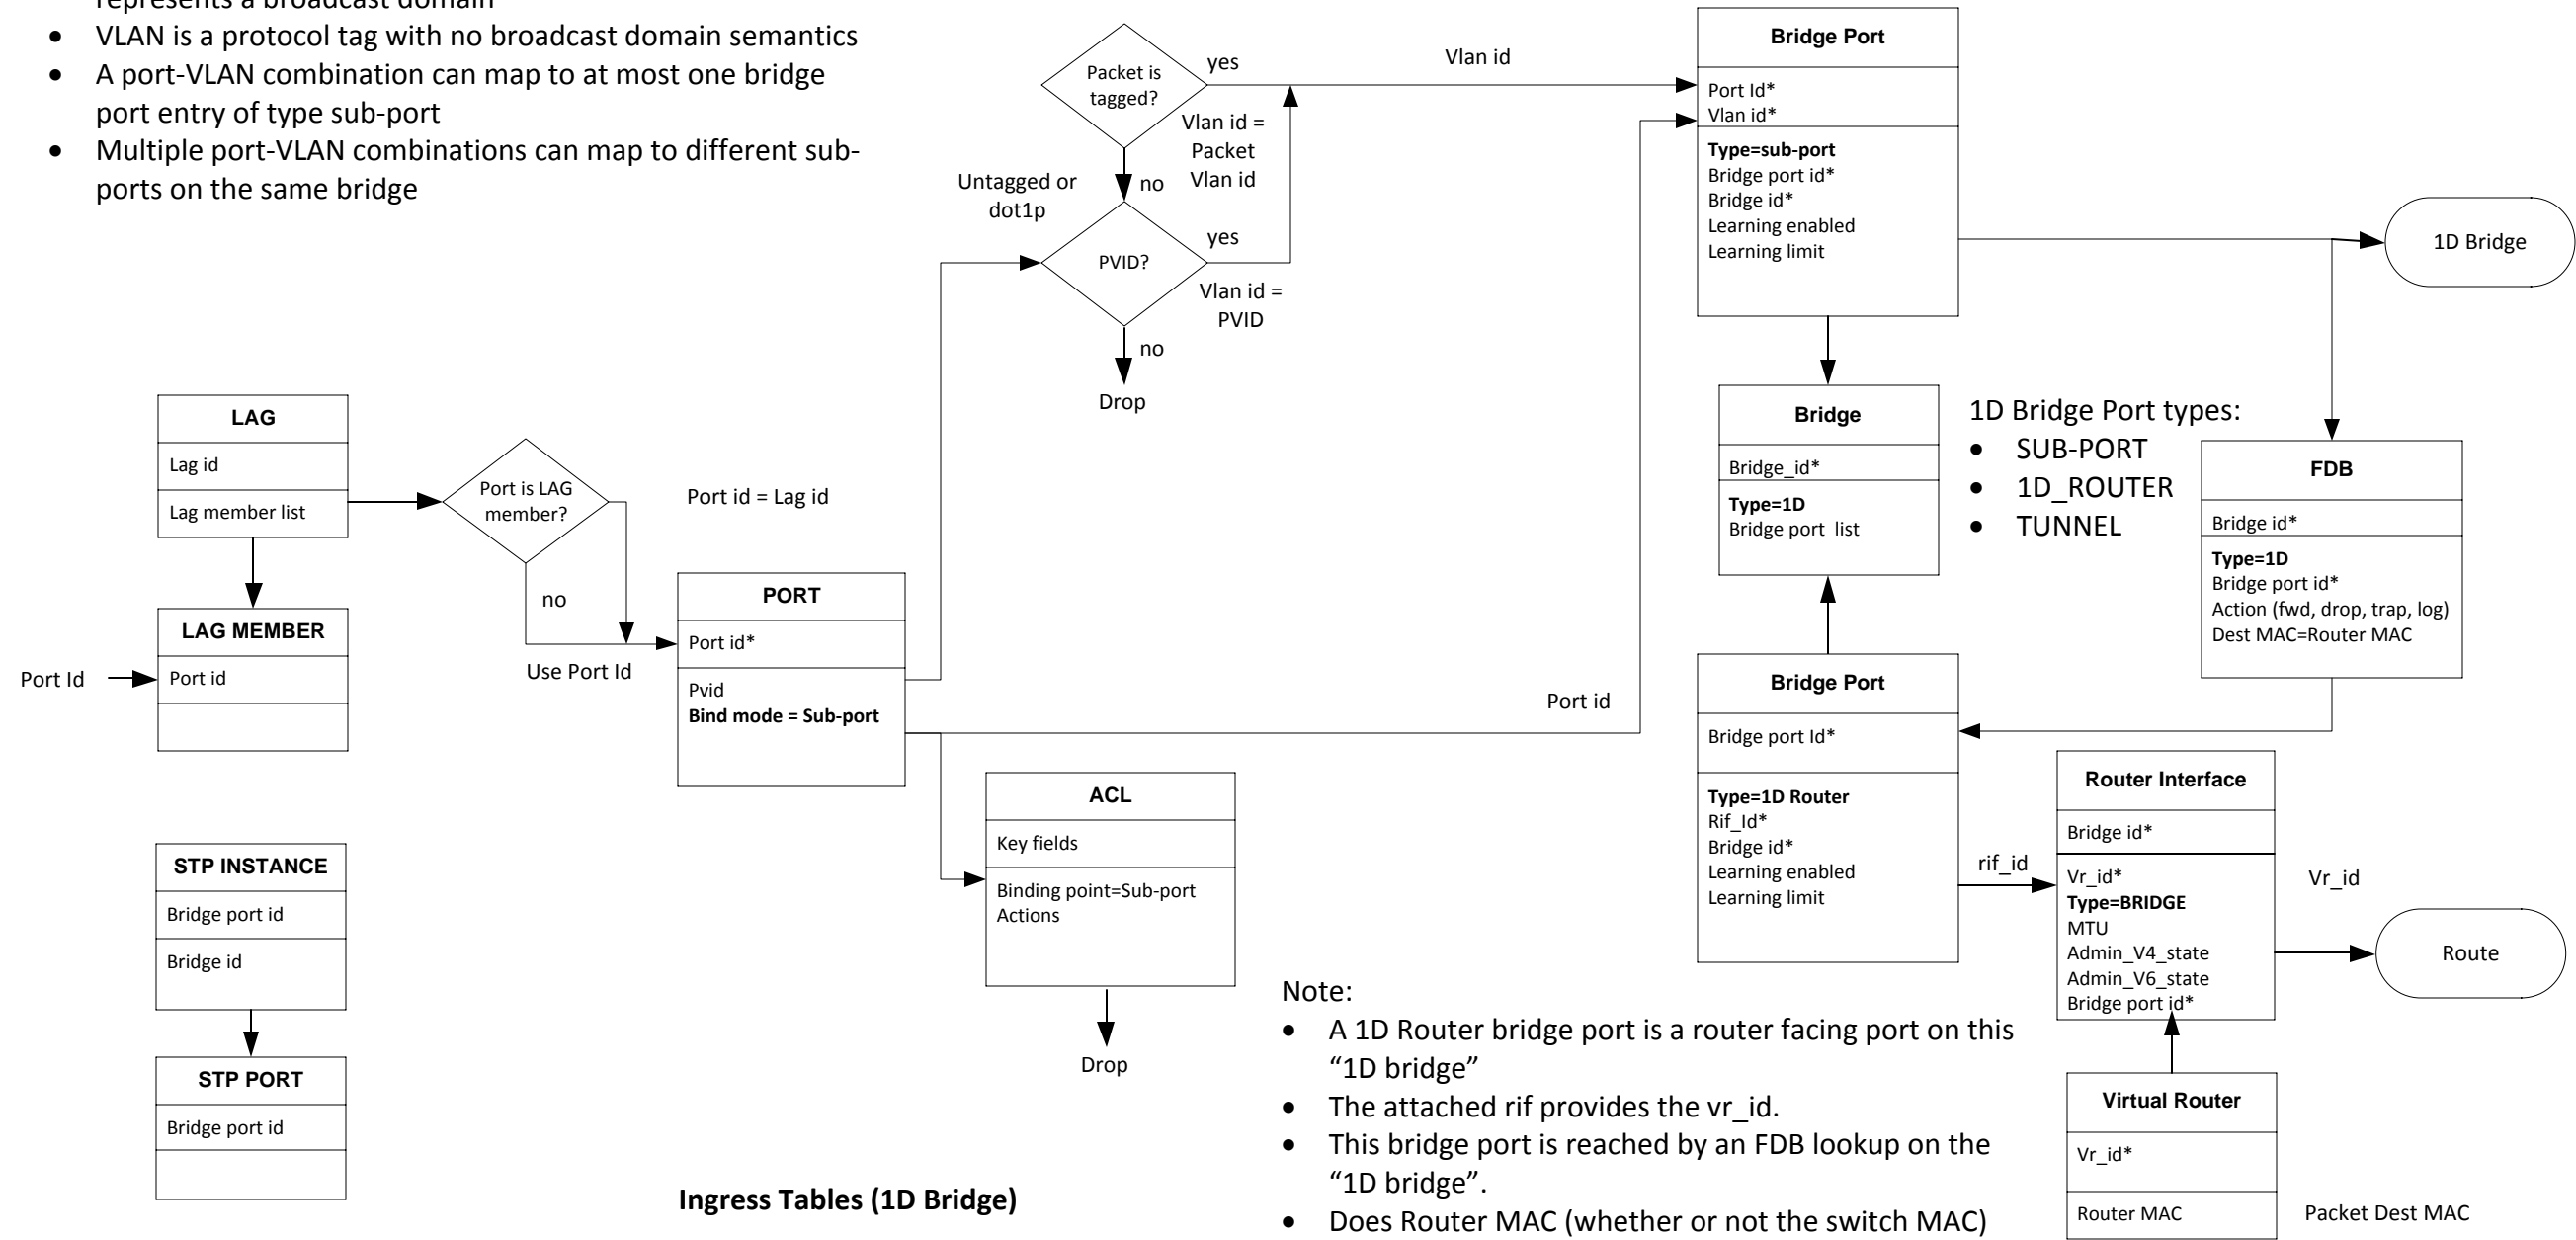 represents a broadcast domain
• VLAN is a protocol tag with no broadcast domain semantics
• A port-VLAN combination can map to at most one bridge
port entry of type sub-port
• Multiple port-VLAN combinations can map to different sub-
ports on the same bridge
Packet is
tagged?
yes
Vlan id
Vlan id =
Packet
Vlan id
no
Untagged or
dot1p
PVID?
yes
Vlan id =
PVID
no
Drop
Bridge Port
Port Id*
Vlan id*
Type=sub-port
Bridge port id*
Bridge id*
Learning enabled
Learning limit
1D Bridge
LAG
Lag id
Lag member list
Port is LAG
member?
Port id = Lag id
no
Use Port Id
LAG MEMBER
Port Id
Port id
PORT
Port id*
Pvid
Bind mode = Sub-port
Port id
Bridge
Bridge_id*
Type=1D
Bridge port list
1D Bridge Port types:
• SUB-PORT
• 1D_ROUTER
• TUNNEL
FDB
Bridge id*
Type=1D
Bridge port id*
Action (fwd, drop, trap, log)
Dest MAC=Router MAC
Bridge Port
Bridge port Id*
Type=1D Router
Rif_Id*
Bridge id*
Learning enabled
Learning limit
rif_id
Router Interface
Bridge id*
Vr_id*
Type=BRIDGE
MTU
Admin_V4_state
Admin_V6_state
Bridge port id*
Vr_id
Route
ACL
Key fields
Binding point=Sub-port
Actions
Drop
STP INSTANCE
Bridge port id
Bridge id
STP PORT
Bridge port id
Note:
• A 1D Router bridge port is a router facing port on this
“1D bridge”
• The attached rif provides the vr_id.
• This bridge port is reached by an FDB lookup on the
“1D bridge”.
• Does Router MAC (whether or not the switch MAC)
Virtual Router
Vr_id*
Router MAC
Packet Dest MAC
Ingress Tables (1D Bridge)